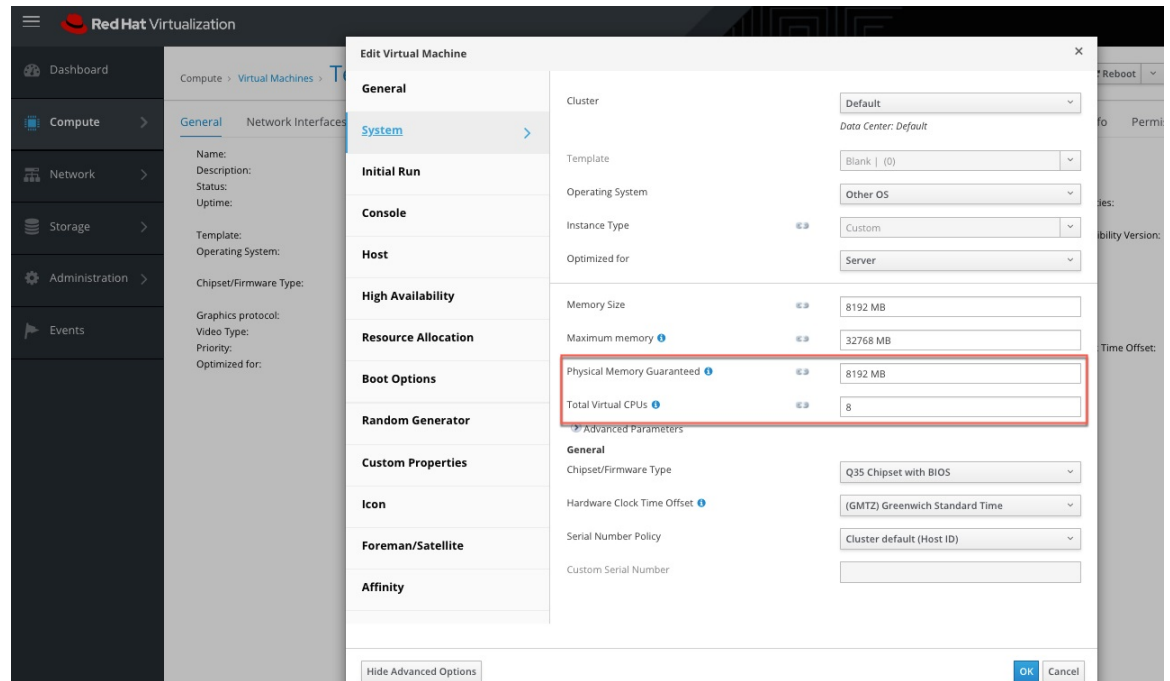 Red Hat Virtualization
Dashboard
Compute
Network
Storage
Administration
Events
Compute > Virtual Machines >
Reboot
General Network Interfaces
Name:
Description:
Status:
Uptime:
Template:
Operating System:
Chipset/Firmware Type:
Graphics protocol:
Video Type:
Priority:
Optimized for:
Edit Virtual Machine
General
System
Initial Run
Console
Host
High Availability
Resource Allocation
Boot Options
Random Generator
Custom Properties
Icon
Foreman/Satellite
Affinity
Cluster Default
Data Center: Default
Template Blank | (0)
Operating System Other OS
Instance Type Custom
Optimized for Server
Memory Size 8192 MB
Maximum memory 32768 MB
Physical Memory Guaranteed 8192 MB
Total Virtual CPUs 8
Advanced Parameters
General
Chipset/Firmware Type Q35 Chipset with BIOS
Hardware Clock Time Offset (GMTZ) Greenwich Standard Time
Serial Number Policy Cluster default (Host ID)
Custom Serial Number
Hide Advanced Options
OK Cancel
Version:
Time Offset: